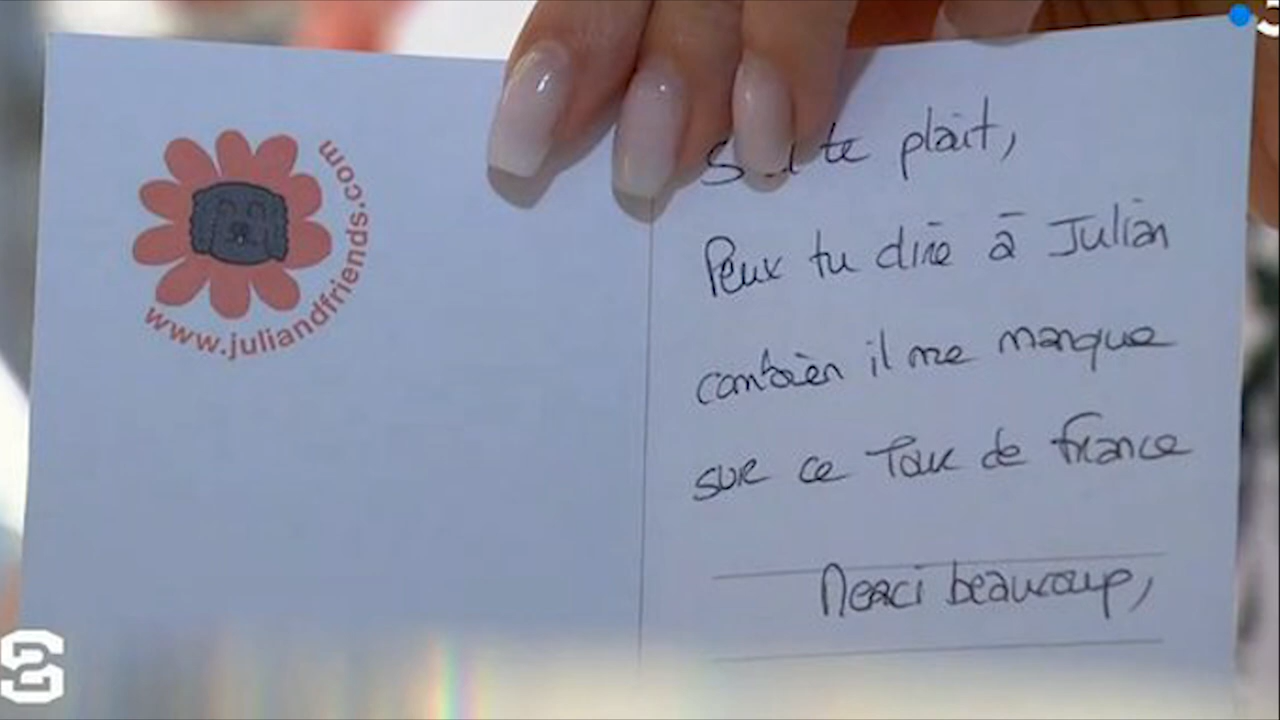 www.juliandfriends.com
te plaît,
Peux tu dire à Julian
combien il me manque
sur ce Tour de France
Merci beaucoup,